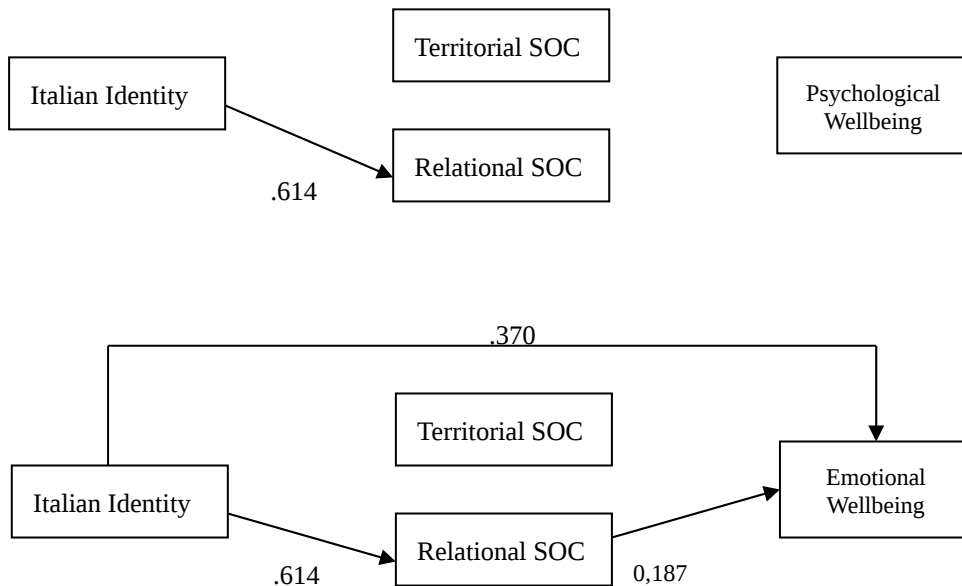 Territorial SOC
Italian Identity
Psychological
Wellbeing
Relational SOC
.614
.370
Territorial SOC
Italian Identity
Emotional
Wellbeing
Relational SOC
.614
0,187